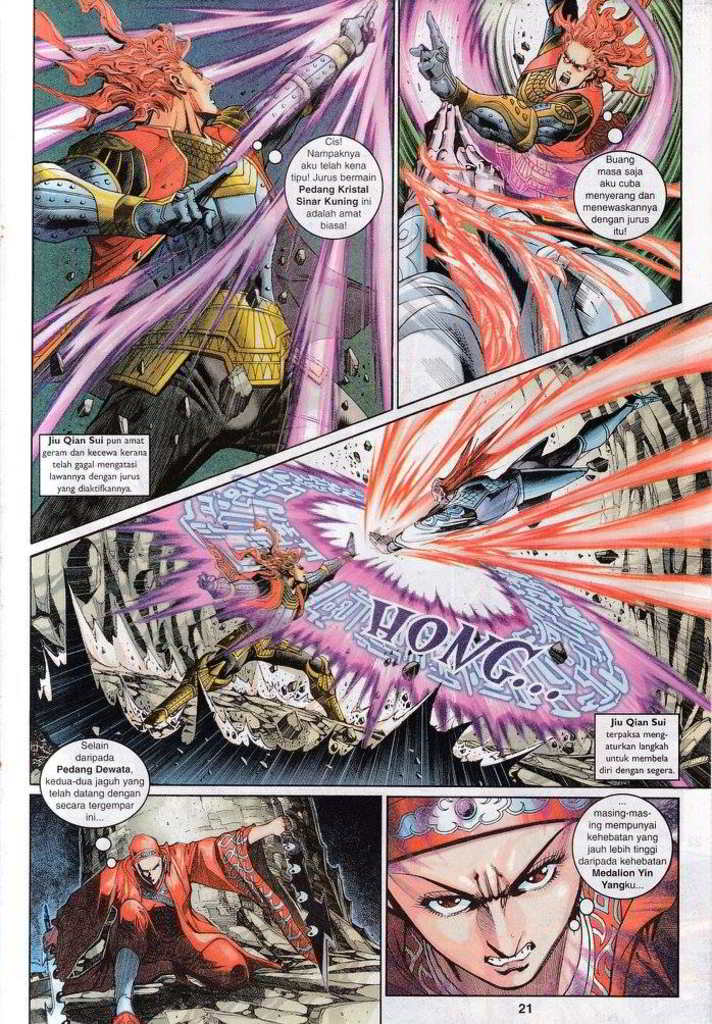 Cis!
Nampaknya
aku telah kena
tipu! Jurus bermain
Pedang Kristal
Sinar Kuning ini
adalah amat
biasa!
Buang
masa saja
aku cuba
menyerang dan
menewaskannya
dengan jurus
itu!
Jiu Qian Sui pun amat
geram dan kecewa kerana
telah gagal mengatasi
lawannya dengan jurus
yang diaktifkannya.
HONG...
Jiu Qian Sui
terpaksa meng-
aturkan langkah
untuk membela
diri dengan segera.
Selain
daripada
Pedang Dewata,
kedua-dua jaguh yang
telah datang dengan
secara tergempar
ini...
...
masing-mas-
ing mempunyai
kehebatan yang
jauh lebih tinggi
daripada kehebatan
Medalion Yin
Yangku...
21